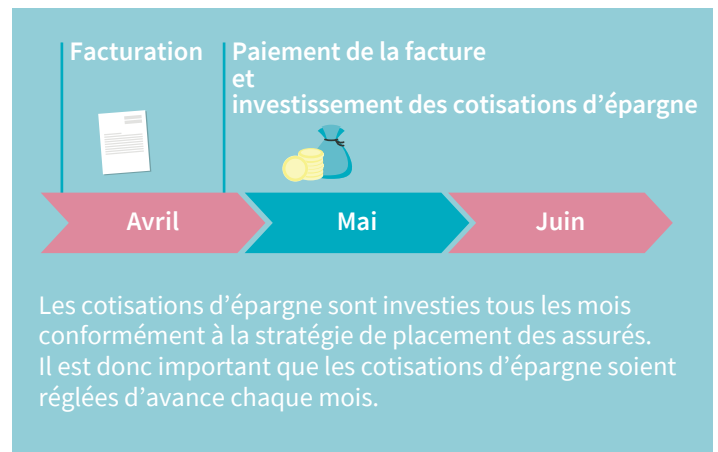 Facturation
Paiement de la facture
et
investissement des cotisations d’épargne
Avril
Mai
Juin
Les cotisations d’épargne sont investies tous les mois
conformément à la stratégie de placement des assurés.
Il est donc important que les cotisations d’épargne soient
réglées d’avance chaque mois.